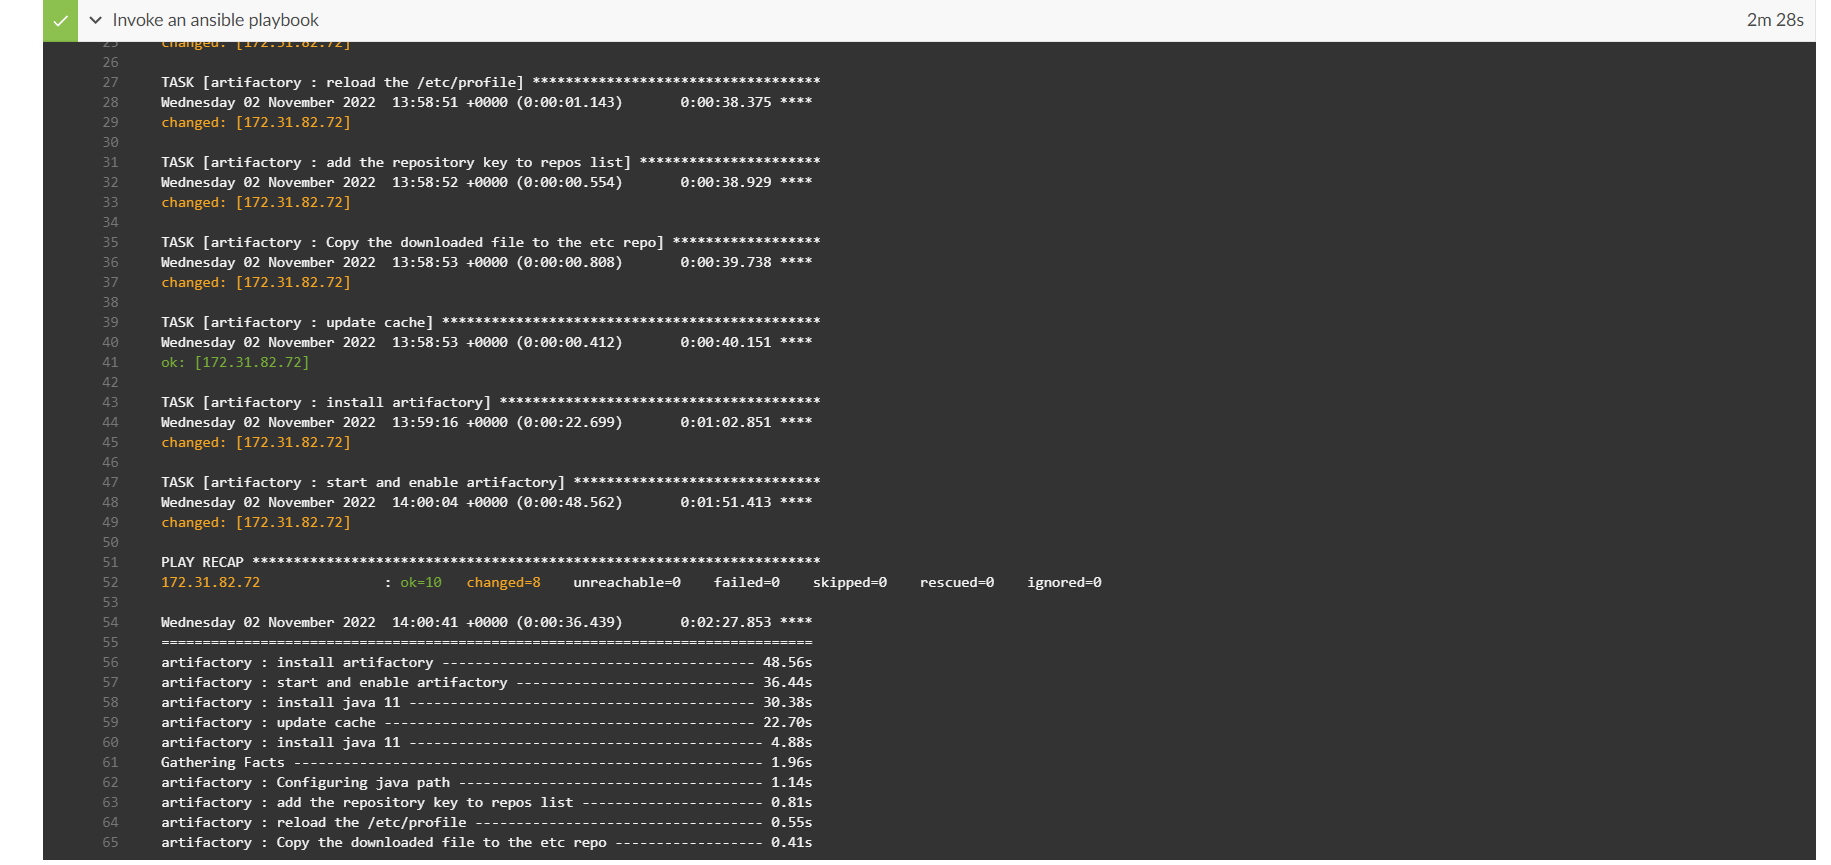 Invoke an ansible playbook 2m 28s
25 changed: [172.31.82.72]
26
27 TASK [artifactory : reload the /etc/profile] ***********************************
28 Wednesday 02 November 2022  13:58:51 +0000 (0:00:01.143)       0:00:38.375 ****
29 changed: [172.31.82.72]
30
31 TASK [artifactory : add the repository key to repos list] **********************
32 Wednesday 02 November 2022  13:58:52 +0000 (0:00:00.554)       0:00:38.929 ****
33 changed: [172.31.82.72]
34
35 TASK [artifactory : Copy the downloaded file to the etc repo] ******************
36 Wednesday 02 November 2022  13:58:53 +0000 (0:00:00.808)       0:00:39.738 ****
37 changed: [172.31.82.72]
38
39 TASK [artifactory : update cache] **********************************************
40 Wednesday 02 November 2022  13:58:53 +0000 (0:00:00.412)       0:00:40.151 ****
41 ok: [172.31.82.72]
42
43 TASK [artifactory : install artifactory] ***************************************
44 Wednesday 02 November 2022  13:59:16 +0000 (0:00:22.699)       0:01:02.851 ****
45 changed: [172.31.82.72]
46
47 TASK [artifactory : start and enable artifactory] ******************************
48 Wednesday 02 November 2022  14:00:04 +0000 (0:00:48.562)       0:01:51.413 ****
49 changed: [172.31.82.72]
50
51 PLAY RECAP *********************************************************************
52 172.31.82.72               : ok=10   changed=8    unreachable=0    failed=0    skipped=0    rescued=0    ignored=0
53
54 Wednesday 02 November 2022  14:00:41 +0000 (0:00:36.439)       0:02:27.853 ****
55 ===============================================================================
56 artifactory : install artifactory -------------------------------------- 48.56s
57 artifactory : start and enable artifactory ----------------------------- 36.44s
58 artifactory : install java 11 ------------------------------------------ 30.38s
59 artifactory : update cache --------------------------------------------- 22.70s
60 artifactory : install java 11 ------------------------------------------- 4.88s
61 Gathering Facts --------------------------------------------------------- 1.96s
62 artifactory : Configuring java path ------------------------------------- 1.14s
63 artifactory : add the repository key to repos list ---------------------- 0.81s
64 artifactory : reload the /etc/profile ----------------------------------- 0.55s
65 artifactory : Copy the downloaded file to the etc repo ------------------ 0.41s